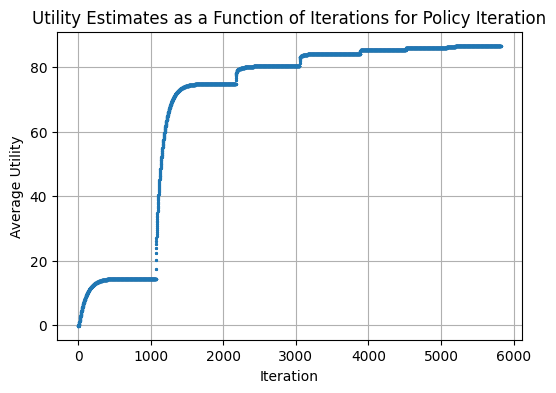 Utility Estimates as a Function of Iterations for Policy Iteration
80
60
40
20
0
Average Utility
0 1000 2000 3000 4000 5000 6000
Iteration